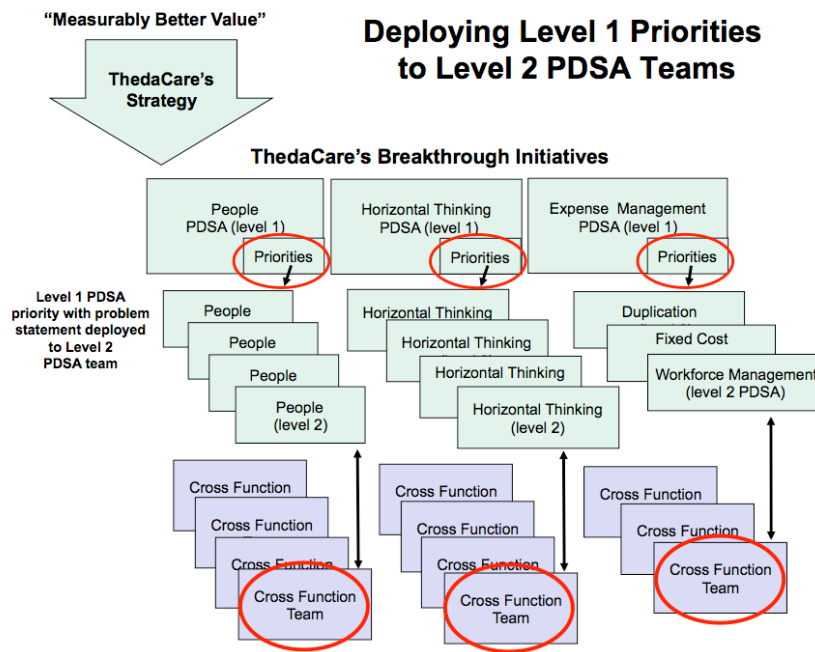 “Measurably Better Value”
Deploying Level 1 Priorities
to Level 2 PDSA Teams
ThedaCare’s
Strategy
ThedaCare’s Breakthrough Initiatives
People
PDSA (level 1)
Priorities
Horizontal Thinking
PDSA (level 1)
Priorities
Expense Management
PDSA (level 1)
Priorities
Level 1 PDSA
priority with problem
statement deployed
to Level 2
PDSA team
People
People
People
People
(level 2)
Horizontal Thinking
Horizontal Thinking
Horizontal Thinking
Horizontal Thinking
(level 2)
Duplication
Fixed Cost
Workforce Management
(level 2 PDSA)
Cross Function
Cross Function
Cross Function
Cross Function
Team
Cross Function
Cross Function
Cross Function
Cross Function
Team
Cross Function
Cross Function
Cross Function
Team